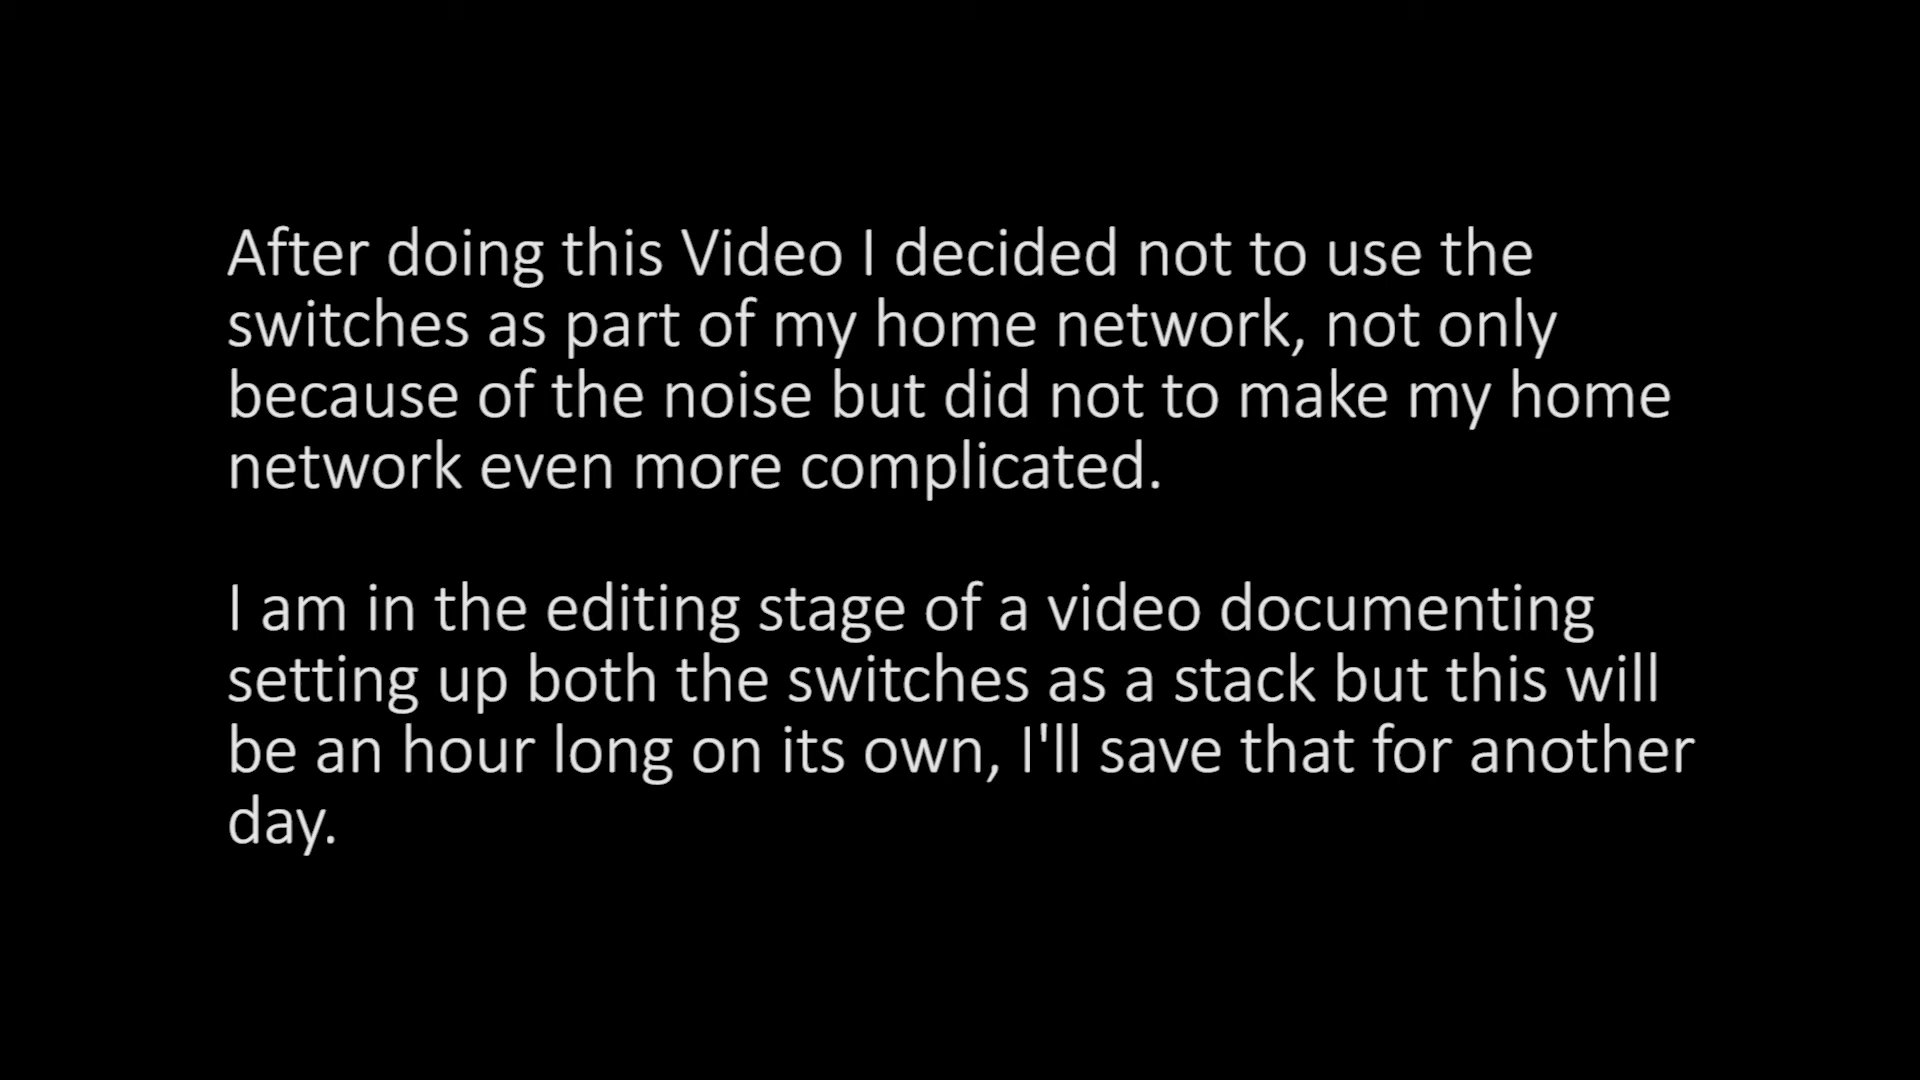 After doing this Video I decided not to use the
switches as part of my home network, not only
because of the noise but did not to make my home
network even more complicated.
I am in the editing stage of a video documenting
setting up both the switches as a stack but this will
be an hour long on its own, I'll save that for another
day.